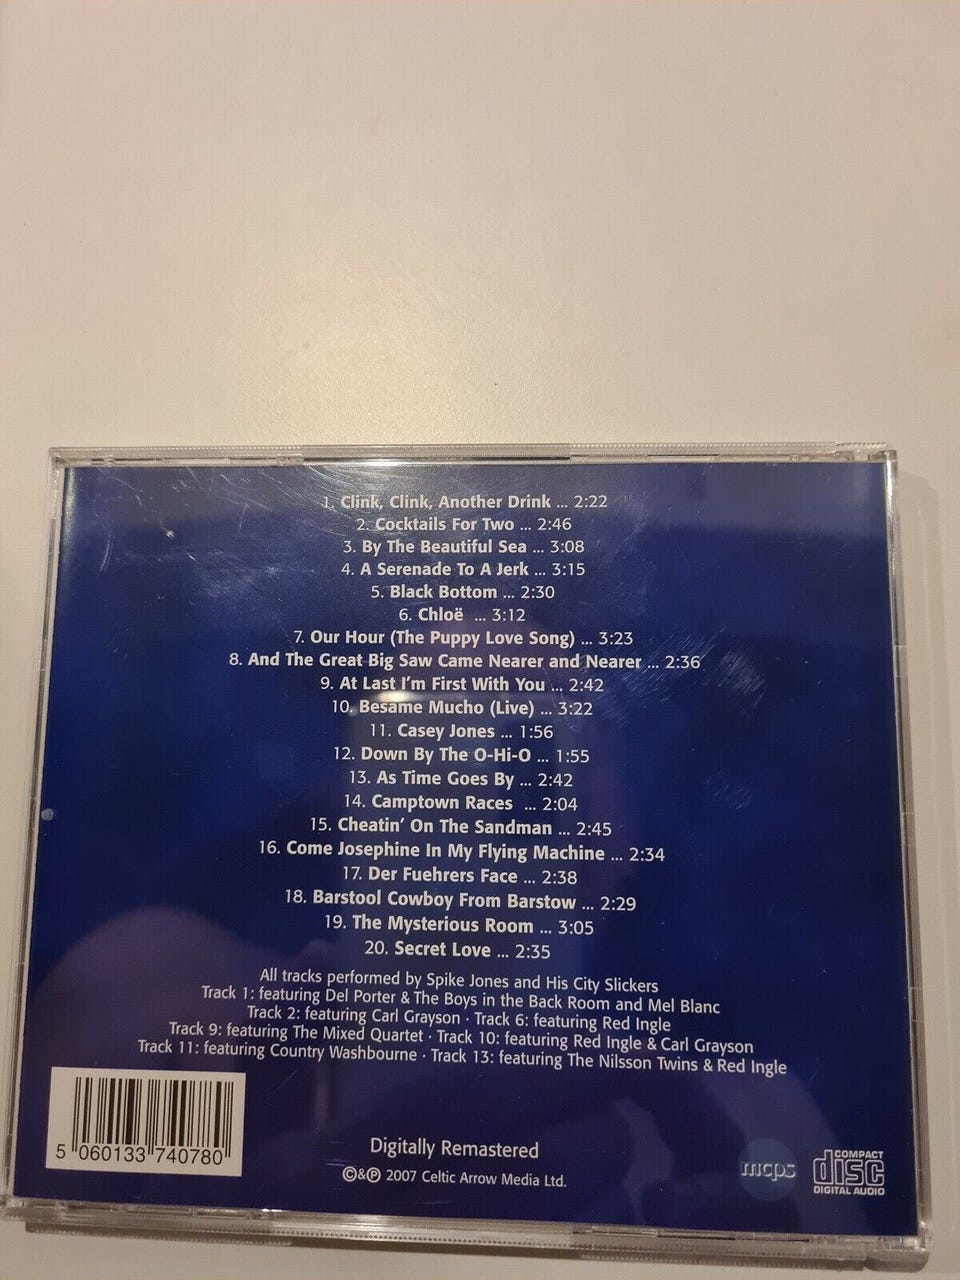 1. Clink, Clink, Another Drink ... 2:22
2. Cocktails For Two ... 2:46
3. By The Beautiful Sea ... 3:08
4. A Serenade To A Jerk ... 3:15
5. Black Bottom ... 2:30
6. Chloë ... 3:12
7. Our Hour (The Puppy Love Song) ... 3:23
8. And The Great Big Saw Came Nearer and Nearer ... 2:36
9. At Last I'm First With You ... 2:42
10. Besame Mucho (Live) ... 3:22
11. Casey Jones ... 1:56
12. Down By The O-Hi-O ... 1:55
13. As Time Goes By ... 2:42
14. Camptown Races ... 2:04
15. Cheatin' On The Sandman ... 2:45
16. Come Josephine In My Flying Machine ... 2:34
17. Der Fuehrers Face ... 2:38
18. Barstool Cowboy From Barstow ... 2:29
19. The Mysterious Room ... 3:05
20. Secret Love ... 2:35
All tracks performed by Spike Jones and His City Slickers
Track 1: featuring Del Porter & The Boys in the Back Room and Mel Blanc
Track 2: featuring Carl Grayson · Track 6: featuring Red Ingle
Track 9: featuring The Mixed Quartet · Track 10: featuring Red Ingle & Carl Grayson
Track 11: featuring Country Washbourne · Track 13: featuring The Nilsson Twins & Red Ingle
5 060133 740780
Digitally Remastered
©&℗ 2007 Celtic Arrow Media Ltd.
mcps
COMPACT
disc
DIGITAL AUDIO